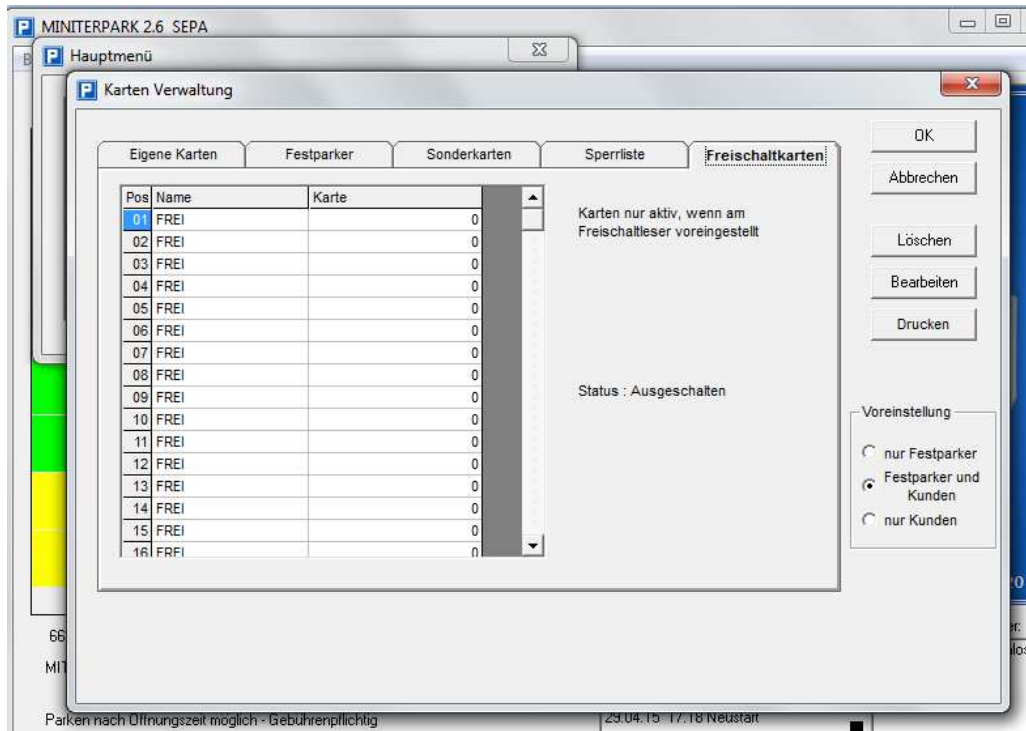 MINITERPARK 2.6 SEPA
B
Hauptmenü
Karten Verwaltung
Eigene Karten Festparker Sonderkarten Sperrliste Freischaltkarten
OK
Abbrechen
Löschen
Bearbeiten
Drucken
Pos Name Karte
01 FREI 0
02 FREI 0
03 FREI 0
04 FREI 0
05 FREI 0
06 FREI 0
07 FREI 0
08 FREI 0
09 FREI 0
10 FREI 0
11 FREI 0
12 FREI 0
13 FREI 0
14 FREI 0
15 FREI 0
16 FREI 0
Karten nur aktiv, wenn am
Freischaltleser voreingestellt
Status : Ausgeschalten
Voreinstellung
nur Festparker
Festparker und
Kunden
nur Kunden
66
MIT
Parken nach Öffnungszeit möglich - Gebührenpflichtig
29.04.15 17.18 Neustart